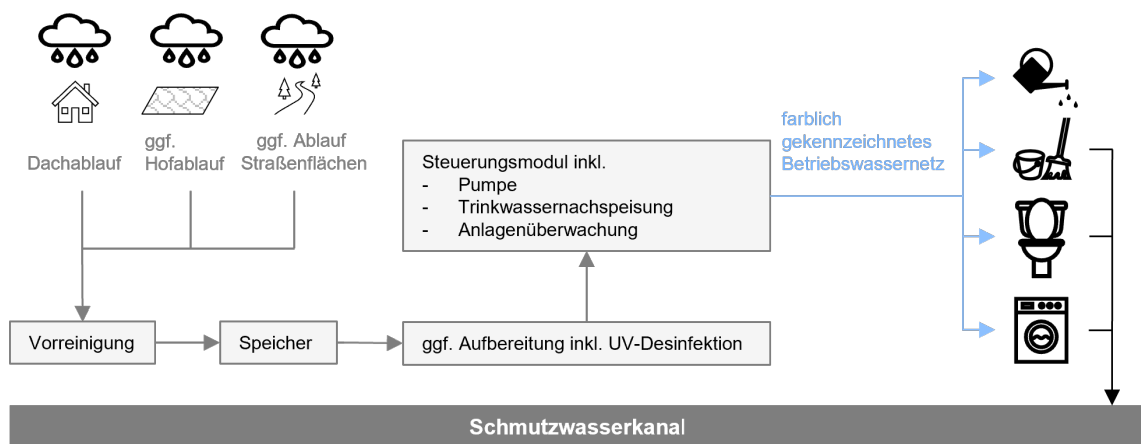 Dachablauf
ggf.
Hofablauf
ggf. Ablauf
Straßenflächen
Steuerungsmodul inkl.
- Pumpe
- Trinkwassernachspeisung
- Anlagenüberwachung
farblich
gekennzeichnetes
Betriebswassernetz
Vorreinigung
Speicher
ggf. Aufbereitung inkl. UV-Desinfektion
Schmutzwasserkanal